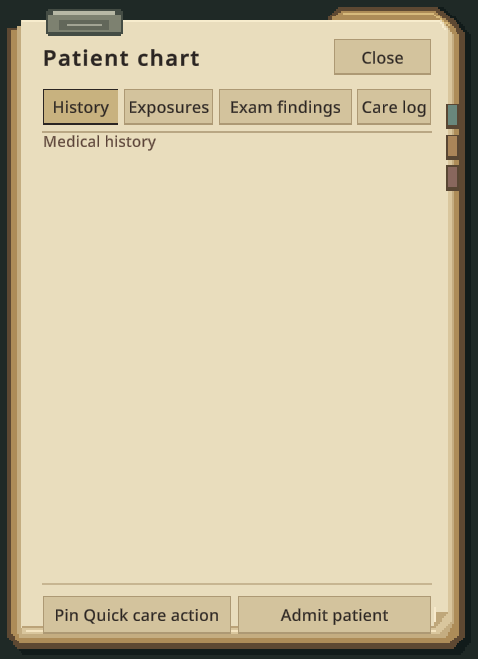 Patient chart
Close
History
Exposures
Exam findings
Care log
Medical history
Pin Quick care action
Admit patient